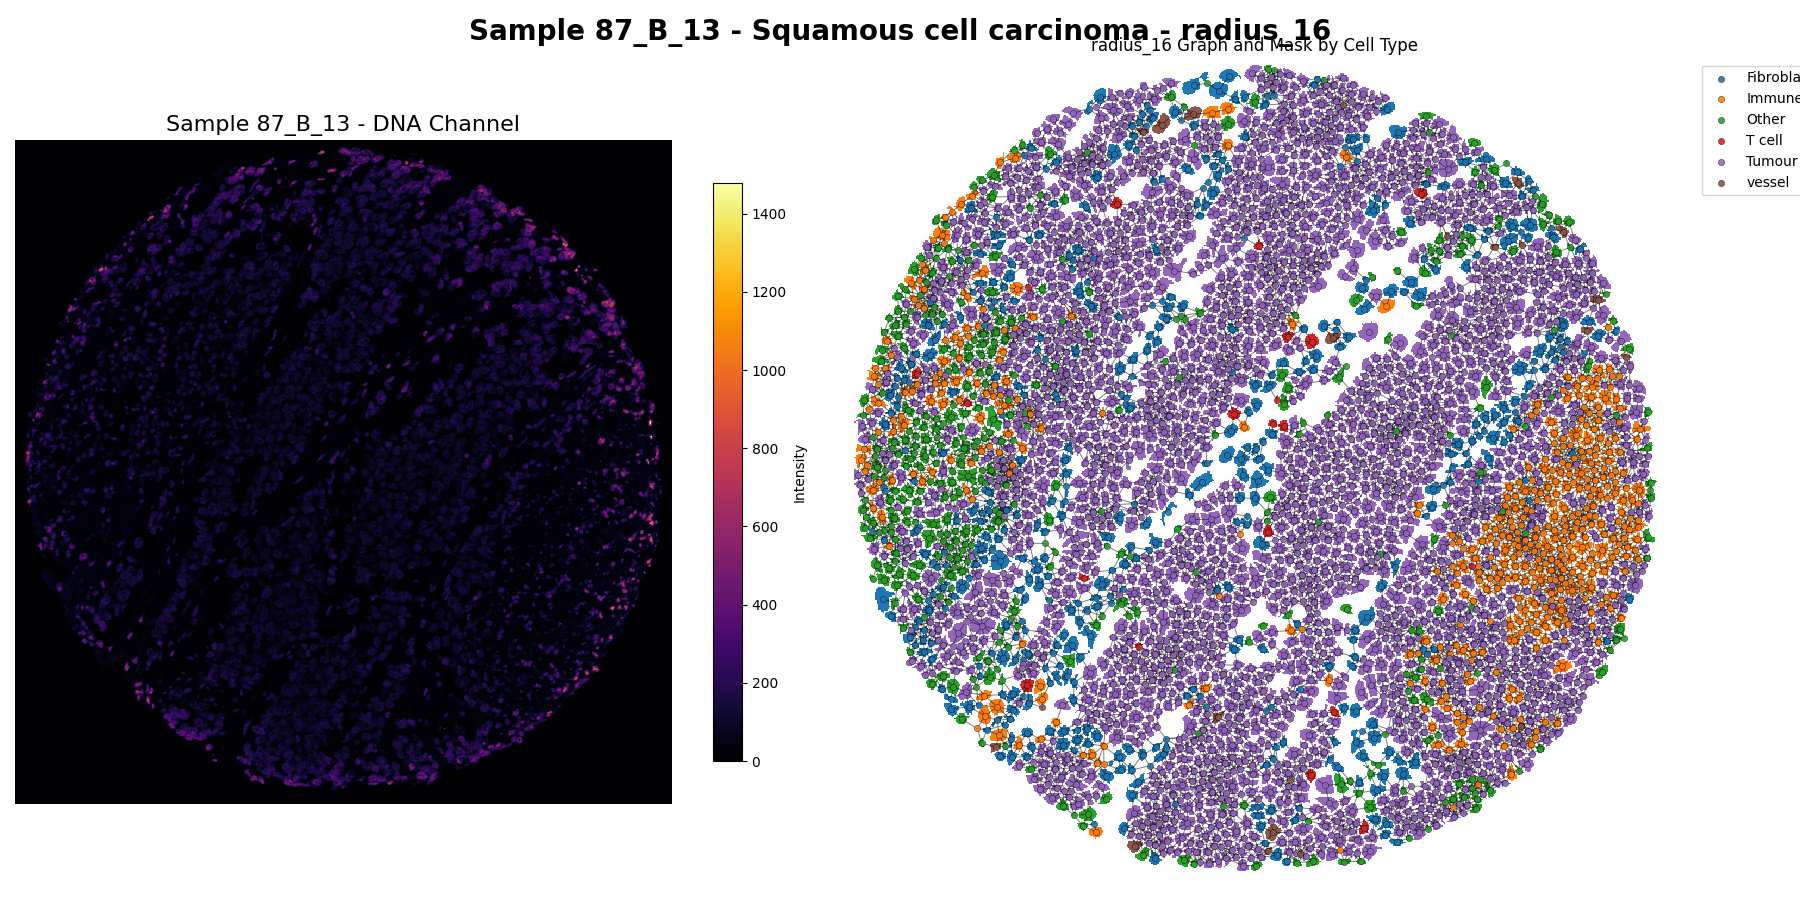 Sample 87_B_13 - Squamous cell carcinoma - radius_16
radius_16 Graph and Mask by Cell Type
Sample 87_B_13 - DNA Channel
1400
1200
1000
800
600
400
200
0
Intensity
Fibrobla
Immune
Other
T cell
Tumour
vessel